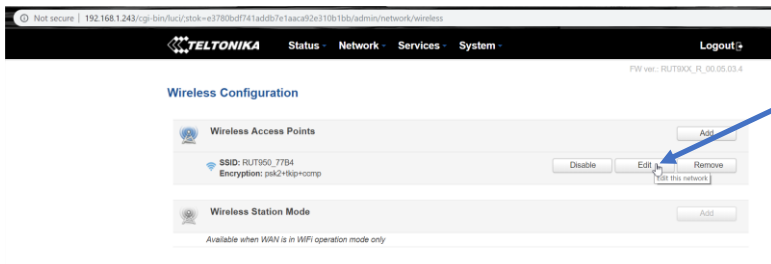 Not secure | 192.168.1.243/cgi-bin/luci/;stok=e3780bdf741addb7e1aaca92e310b1bb/admin/network/wireless
TELTONIKA Status Network Services System Logout
FW ver.: RUT9XX_R_00.05.03.4
Wireless Configuration
Wireless Access Points Add
SSID: RUT950_77B4 Disable Edit Remove
Encryption: psk2+tkip+ccmp Edit this network
Wireless Station Mode Add
Available when WAN is in WiFi operation mode only